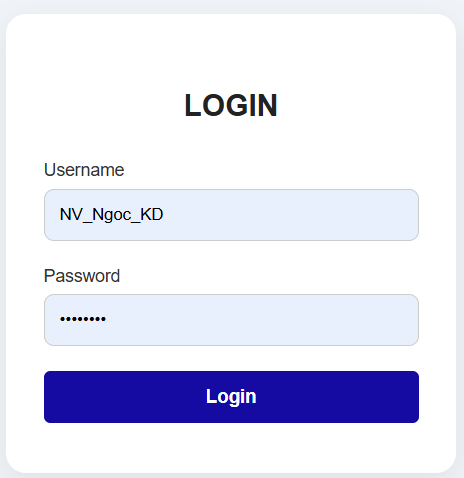 LOGIN
Username
NV_Ngoc_KD
Password
••••••••
Login